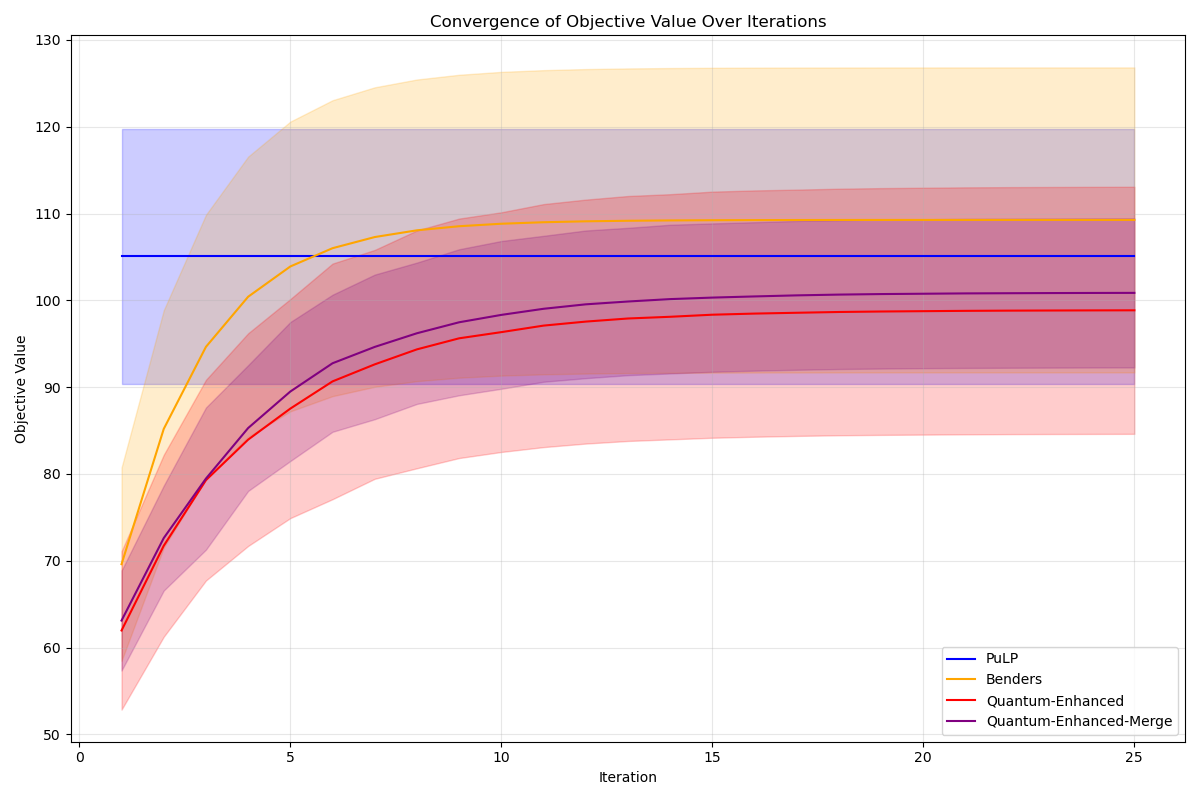 Convergence of Objective Value Over Iterations
Objective Value
130
120
110
100
90
80
70
60
50
0
5
10
15
20
25
Iteration
PuLP
Benders
Quantum-Enhanced
Quantum-Enhanced-Merge